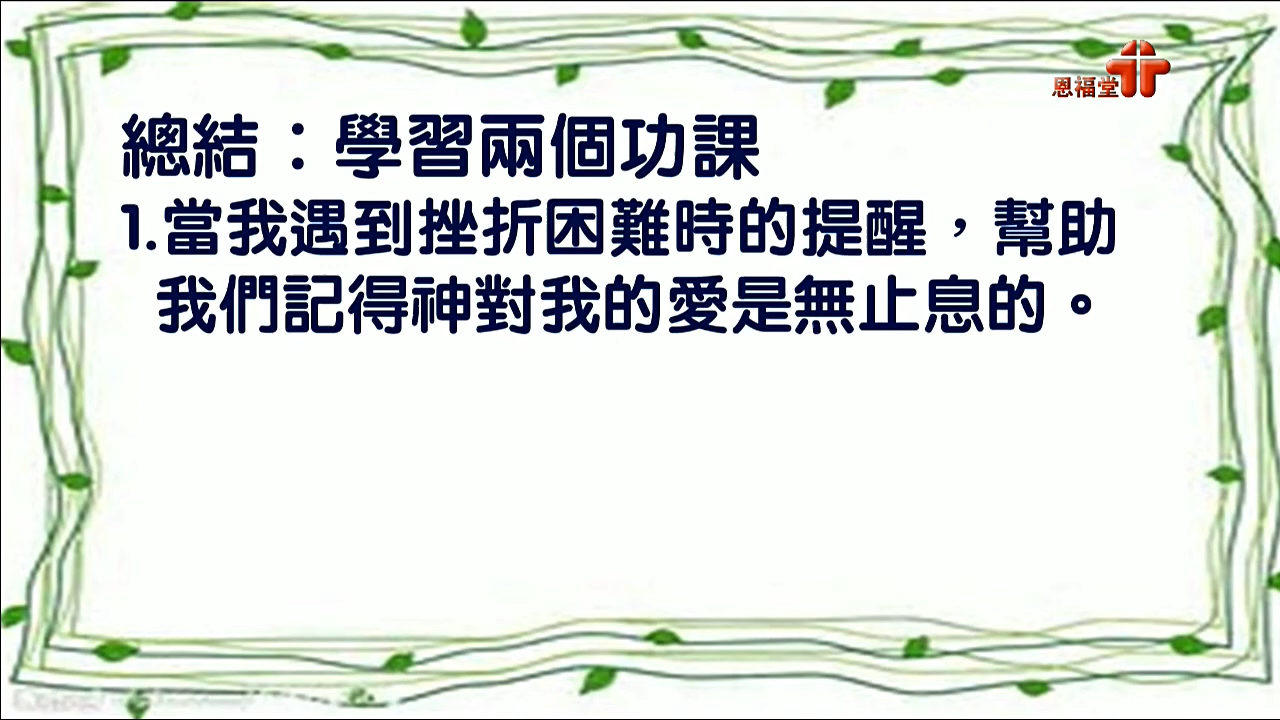 恩福堂
總結：學習兩個功課
1.當我遇到挫折困難時的提醒，幫助
我們記得神對我的愛是無止息的。